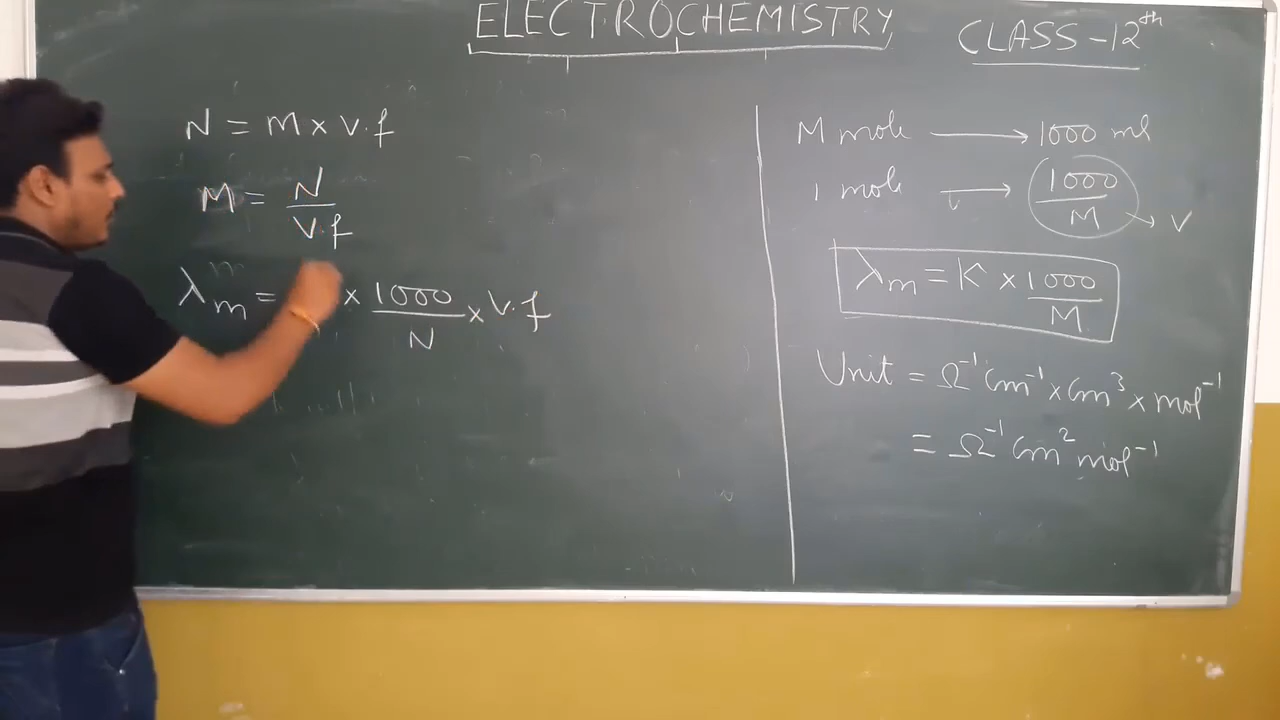 ELECTROCHEMISTRY
CLASS-12th
N = M x V.f
M = N/V.f
λm = x 1000/N x V.f
M mole → 1000 ml
1 mole → 1000/M → V
λm = K x 1000/M
Unit = Ω⁻¹ Cm⁻¹ x Cm³ x mol⁻¹
= Ω⁻¹ Cm² mol⁻¹